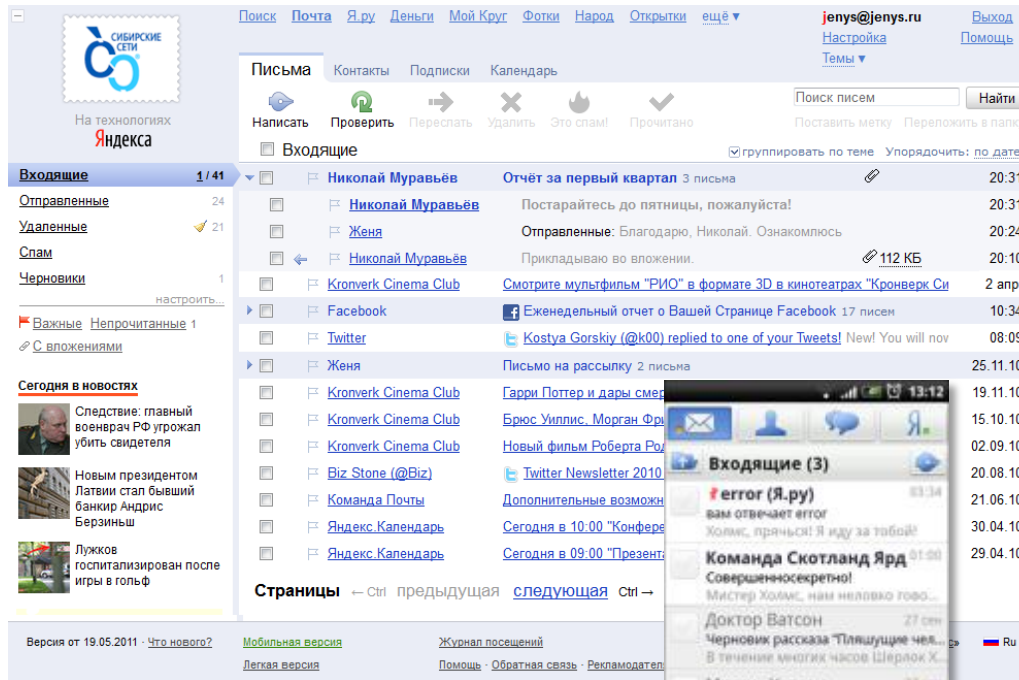 Поиск Почта Я.ру Деньги Мой Круг Фотки Народ Открытки ещё ▼ jenys@jenys.ru Выход
Настройка Помощь
Темы ▼
СИБИРСКИЕ
СЕТИ
На технологиях
Яндекса
Письма Контакты Подписки Календарь
Написать Проверить Переслать Удалить Это спам! Прочитано
Поиск писем Найти
Поставить метку Переложить в папк
Входящие группировать по теме Упорядочить: по дате
Входящие 1 / 41
Отправленные 24
Удаленные 21
Спам
Черновики 1
настроить...
Важные Непрочитанные 1
С вложениями
Николай Муравьёв Отчёт за первый квартал 3 письма 20:31
Николай Муравьёв Постарайтесь до пятницы, пожалуйста! 20:31
Женя Отправленные: Благодарю, Николай. Ознакомлюсь 20:24
Николай Муравьёв Прикладываю во вложении. 112 КБ 20:10
Kronverk Cinema Club Смотрите мультфильм "РИО" в формате 3D в кинотеатрах "Кронверк Си 2 апр
Facebook Еженедельный отчет о Вашей Странице Facebook 17 писем 10:34
Twitter Kostya Gorskiy (@k00) replied to one of your Tweets! New! You will nov 08:09
Женя Письмо на рассылку 2 письма 25.11.10
Kronverk Cinema Club Гарри Поттер и дары смер 19.11.10
Kronverk Cinema Club Брюс Уиллис, Морган Фри 15.10.10
Kronverk Cinema Club Новый фильм Роберта Род 02.09.10
Biz Stone (@Biz) Twitter Newsletter 2010 20.08.10
Команда Почты Дополнительные возможн 21.06.10
Яндекс.Календарь Сегодня в 10:00 "Конфере 30.04.10
Яндекс.Календарь Сегодня в 09:00 "Презента 29.04.10
Страницы ← Ctrl предыдущая следующая Ctrl →
Сегодня в новостях
Следствие: главный
военврач РФ угрожал
убить свидетеля
Новым президентом
Латвии стал бывший
банкир Андрис
Берзиньш
Лужков
госпитализирован после
игры в гольф
13:12
Я.
Входящие (3)
error (Я.ру) 03:34
вам отвечает error
Холмс, прячься! Я иду за тобой!
Команда Скотланд Ярд 01:00
Совершенносекретно!
Мистер Холмс, нам неловко гово...
Доктор Ватсон 27 сен
Черновик рассказа "Пляшущие чел...
В течение многих часов Шерлок Х...
Версия от 19.05.2011 · Что нового? Мобильная версия Журнал посещений Ru
Легкая версия Помощь · Обратная связь · Рекламодател